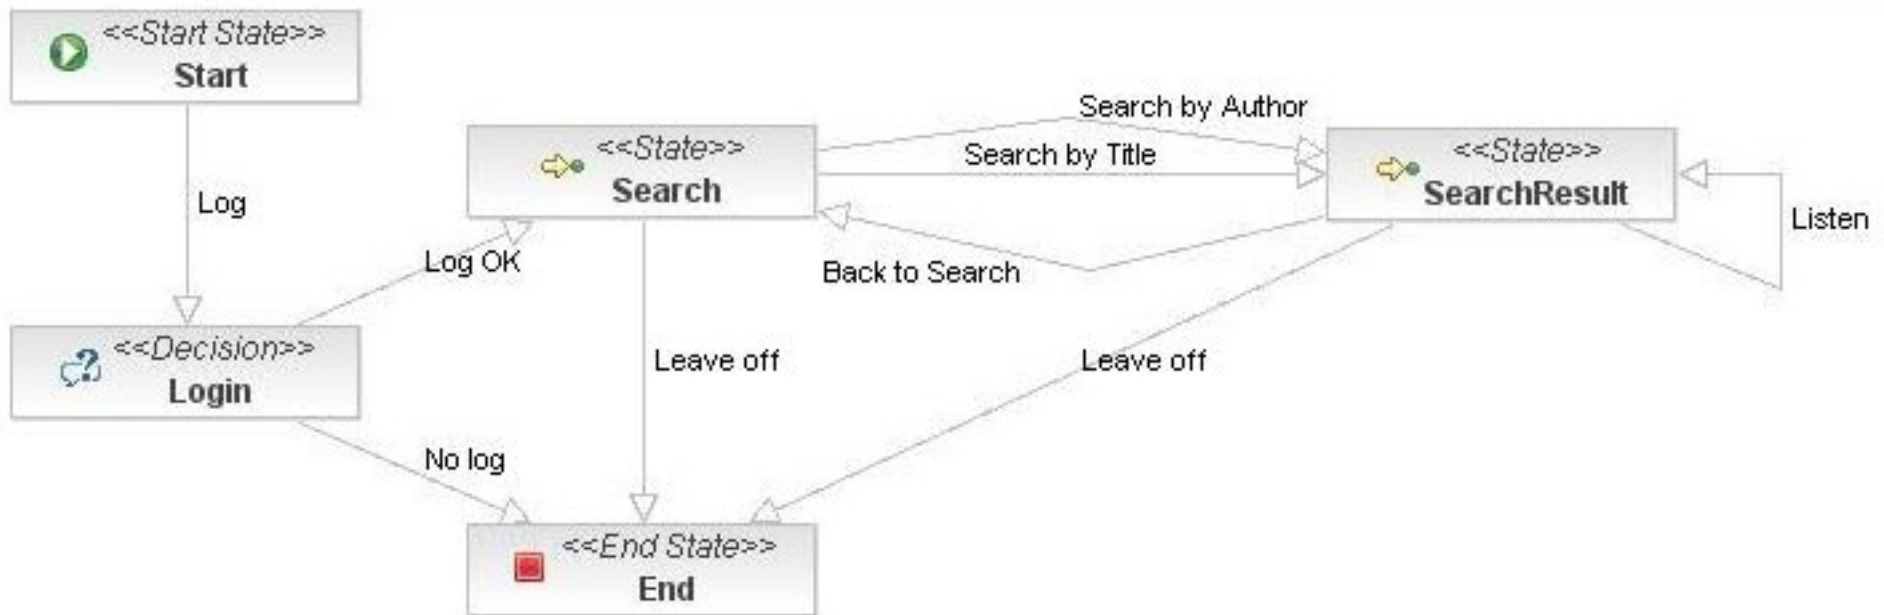 <<Start State>>
Start
Log
<<Decision>>
Login
Log OK
No log
<<State>>
Search
Search by Author
Search by Title
Back to Search
Leave off
<<State>>
SearchResult
Listen
Leave off
<<End State>>
End